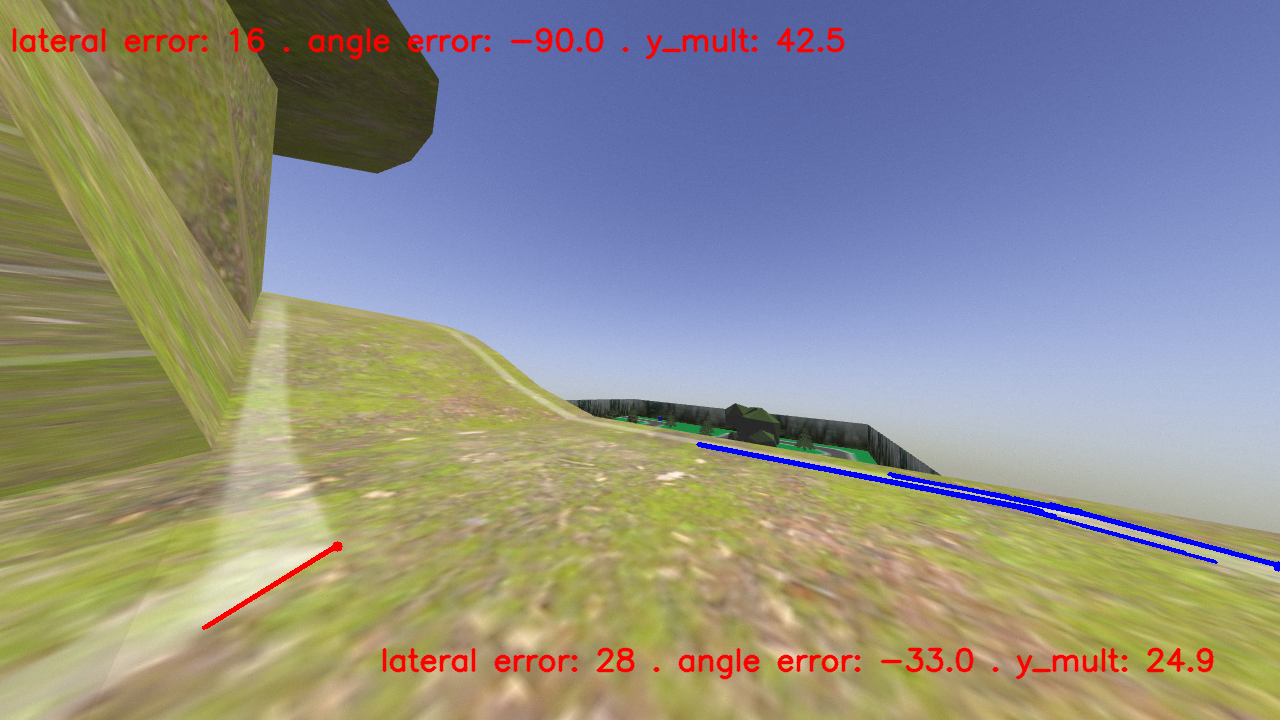 lateral error: 16 . angle error: −90.0 . y_mult: 42.5
lateral error: 28 . angle error: −33.0 . y_mult: 24.9